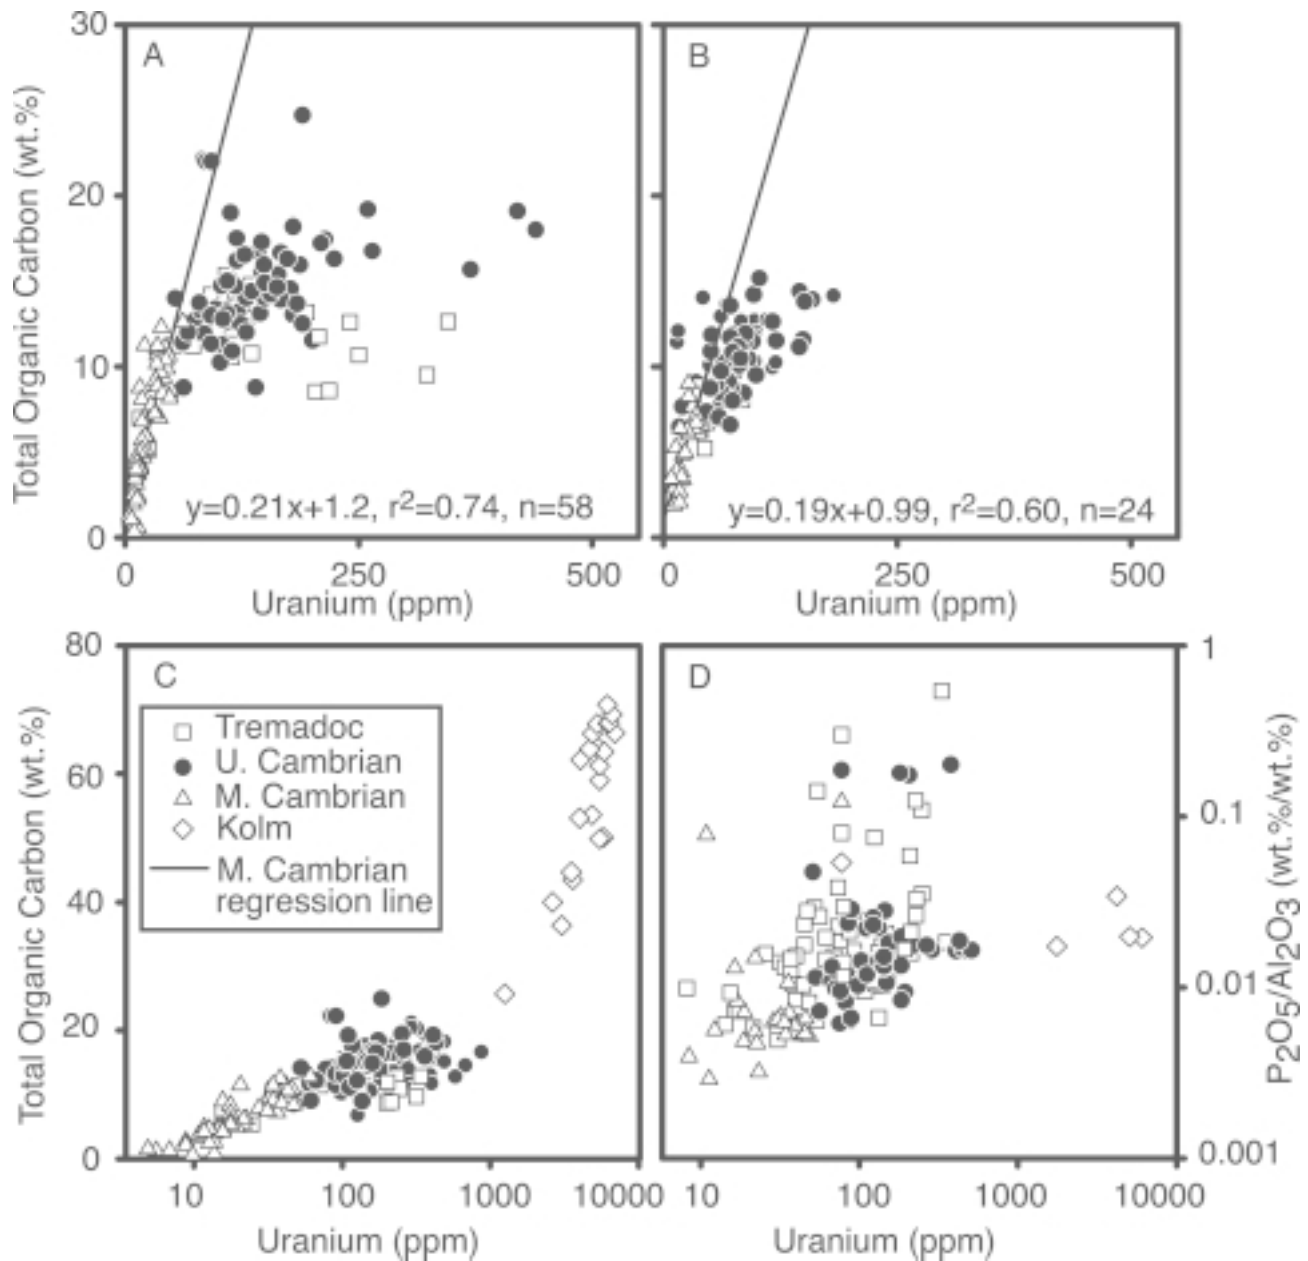 30
20
10
0
Total Organic Carbon (wt.%)
A
y=0.21x+1.2, r²=0.74, n=58
0 250 500
Uranium (ppm)
B
y=0.19x+0.99, r²=0.60, n=24
0 250 500
Uranium (ppm)
80
60
40
20
0
Total Organic Carbon (wt.%)
C
Tremadoc
U. Cambrian
M. Cambrian
Kolm
M. Cambrian
regression line
10 100 1000 10000
Uranium (ppm)
D
1
0.1
0.01
0.001
P₂O₅/Al₂O₃ (wt.%/wt.%)
10 100 1000 10000
Uranium (ppm)